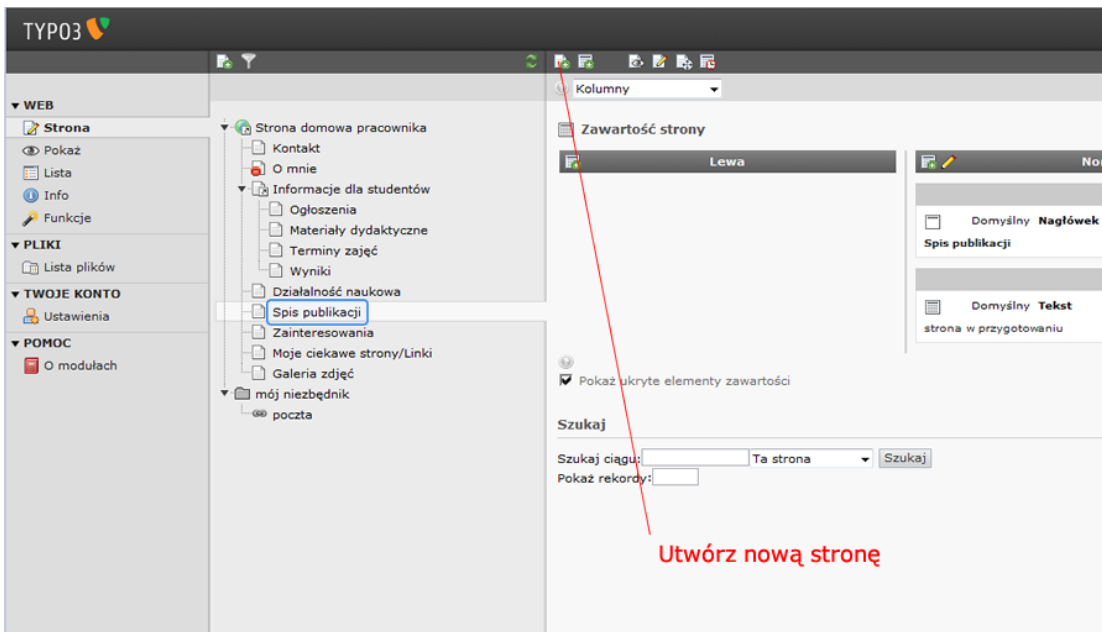 TYPO3
Kolumny
WEB
Strona
Pokaż
Lista
Info
Funkcje
PLIKI
Lista plików
TWOJE KONTO
Ustawienia
POMOC
O modułach
Strona domowa pracownika
Kontakt
O mnie
Informacje dla studentów
Ogłoszenia
Materiały dydaktyczne
Terminy zajęć
Wyniki
Działalność naukowa
Spis publikacji
Zainteresowania
Moje ciekawe strony/Linki
Galeria zdjęć
mój niezbędnik
poczta
Zawartość strony
Lewa
Domyślny Nagłówek
Spis publikacji
Domyślny Tekst
strona w przygotowaniu
Pokaż ukryte elementy zawartości
Szukaj
Szukaj ciągu: Ta strona Szukaj
Pokaż rekordy:
Utwórz nową stronę